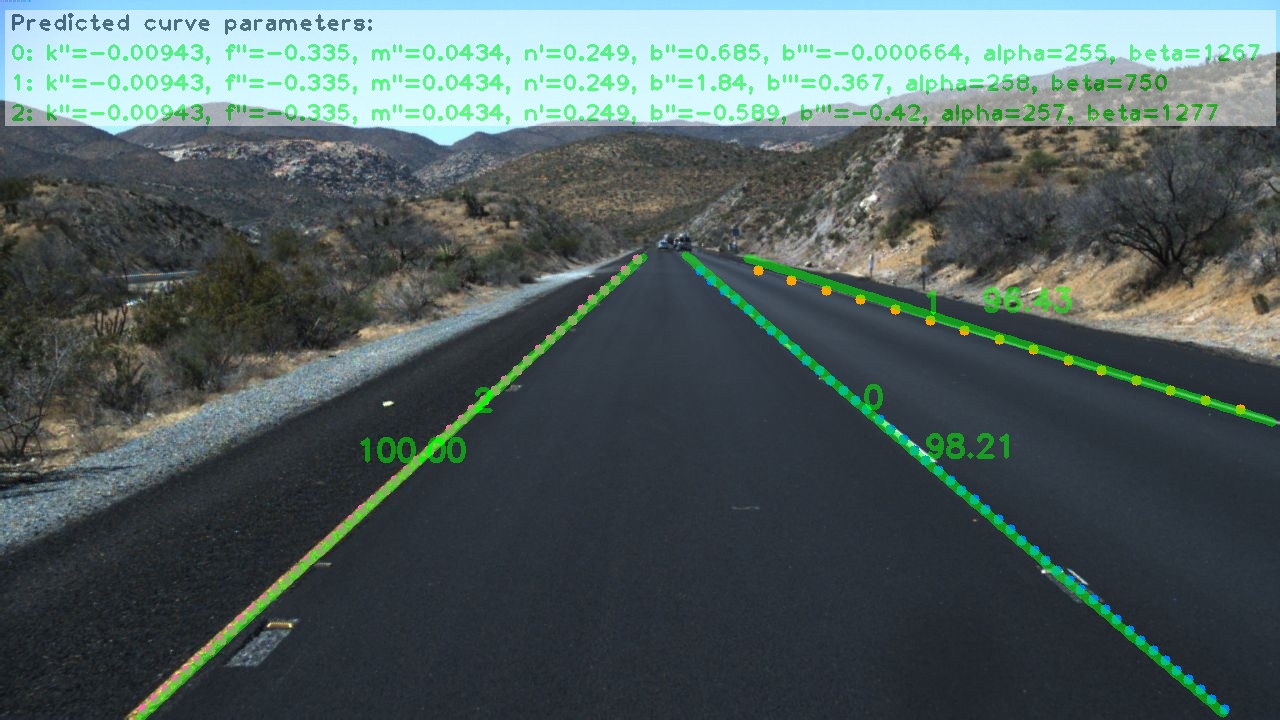 Predicted curve parameters:
0: k''=-0.00943, f''=-0.335, m''=0.0434, n'=0.249, b''=0.685, b'''=-0.000664, alpha=255, beta=1267
1: k''=-0.00943, f''=-0.335, m''=0.0434, n'=0.249, b''=1.84, b'''=0.367, alpha=258, beta=750
2: k''=-0.00943, f''=-0.335, m''=0.0434, n'=0.249, b''=-0.589, b'''=-0.42, alpha=257, beta=1277
1 96.43
2
0
100.00
98.21